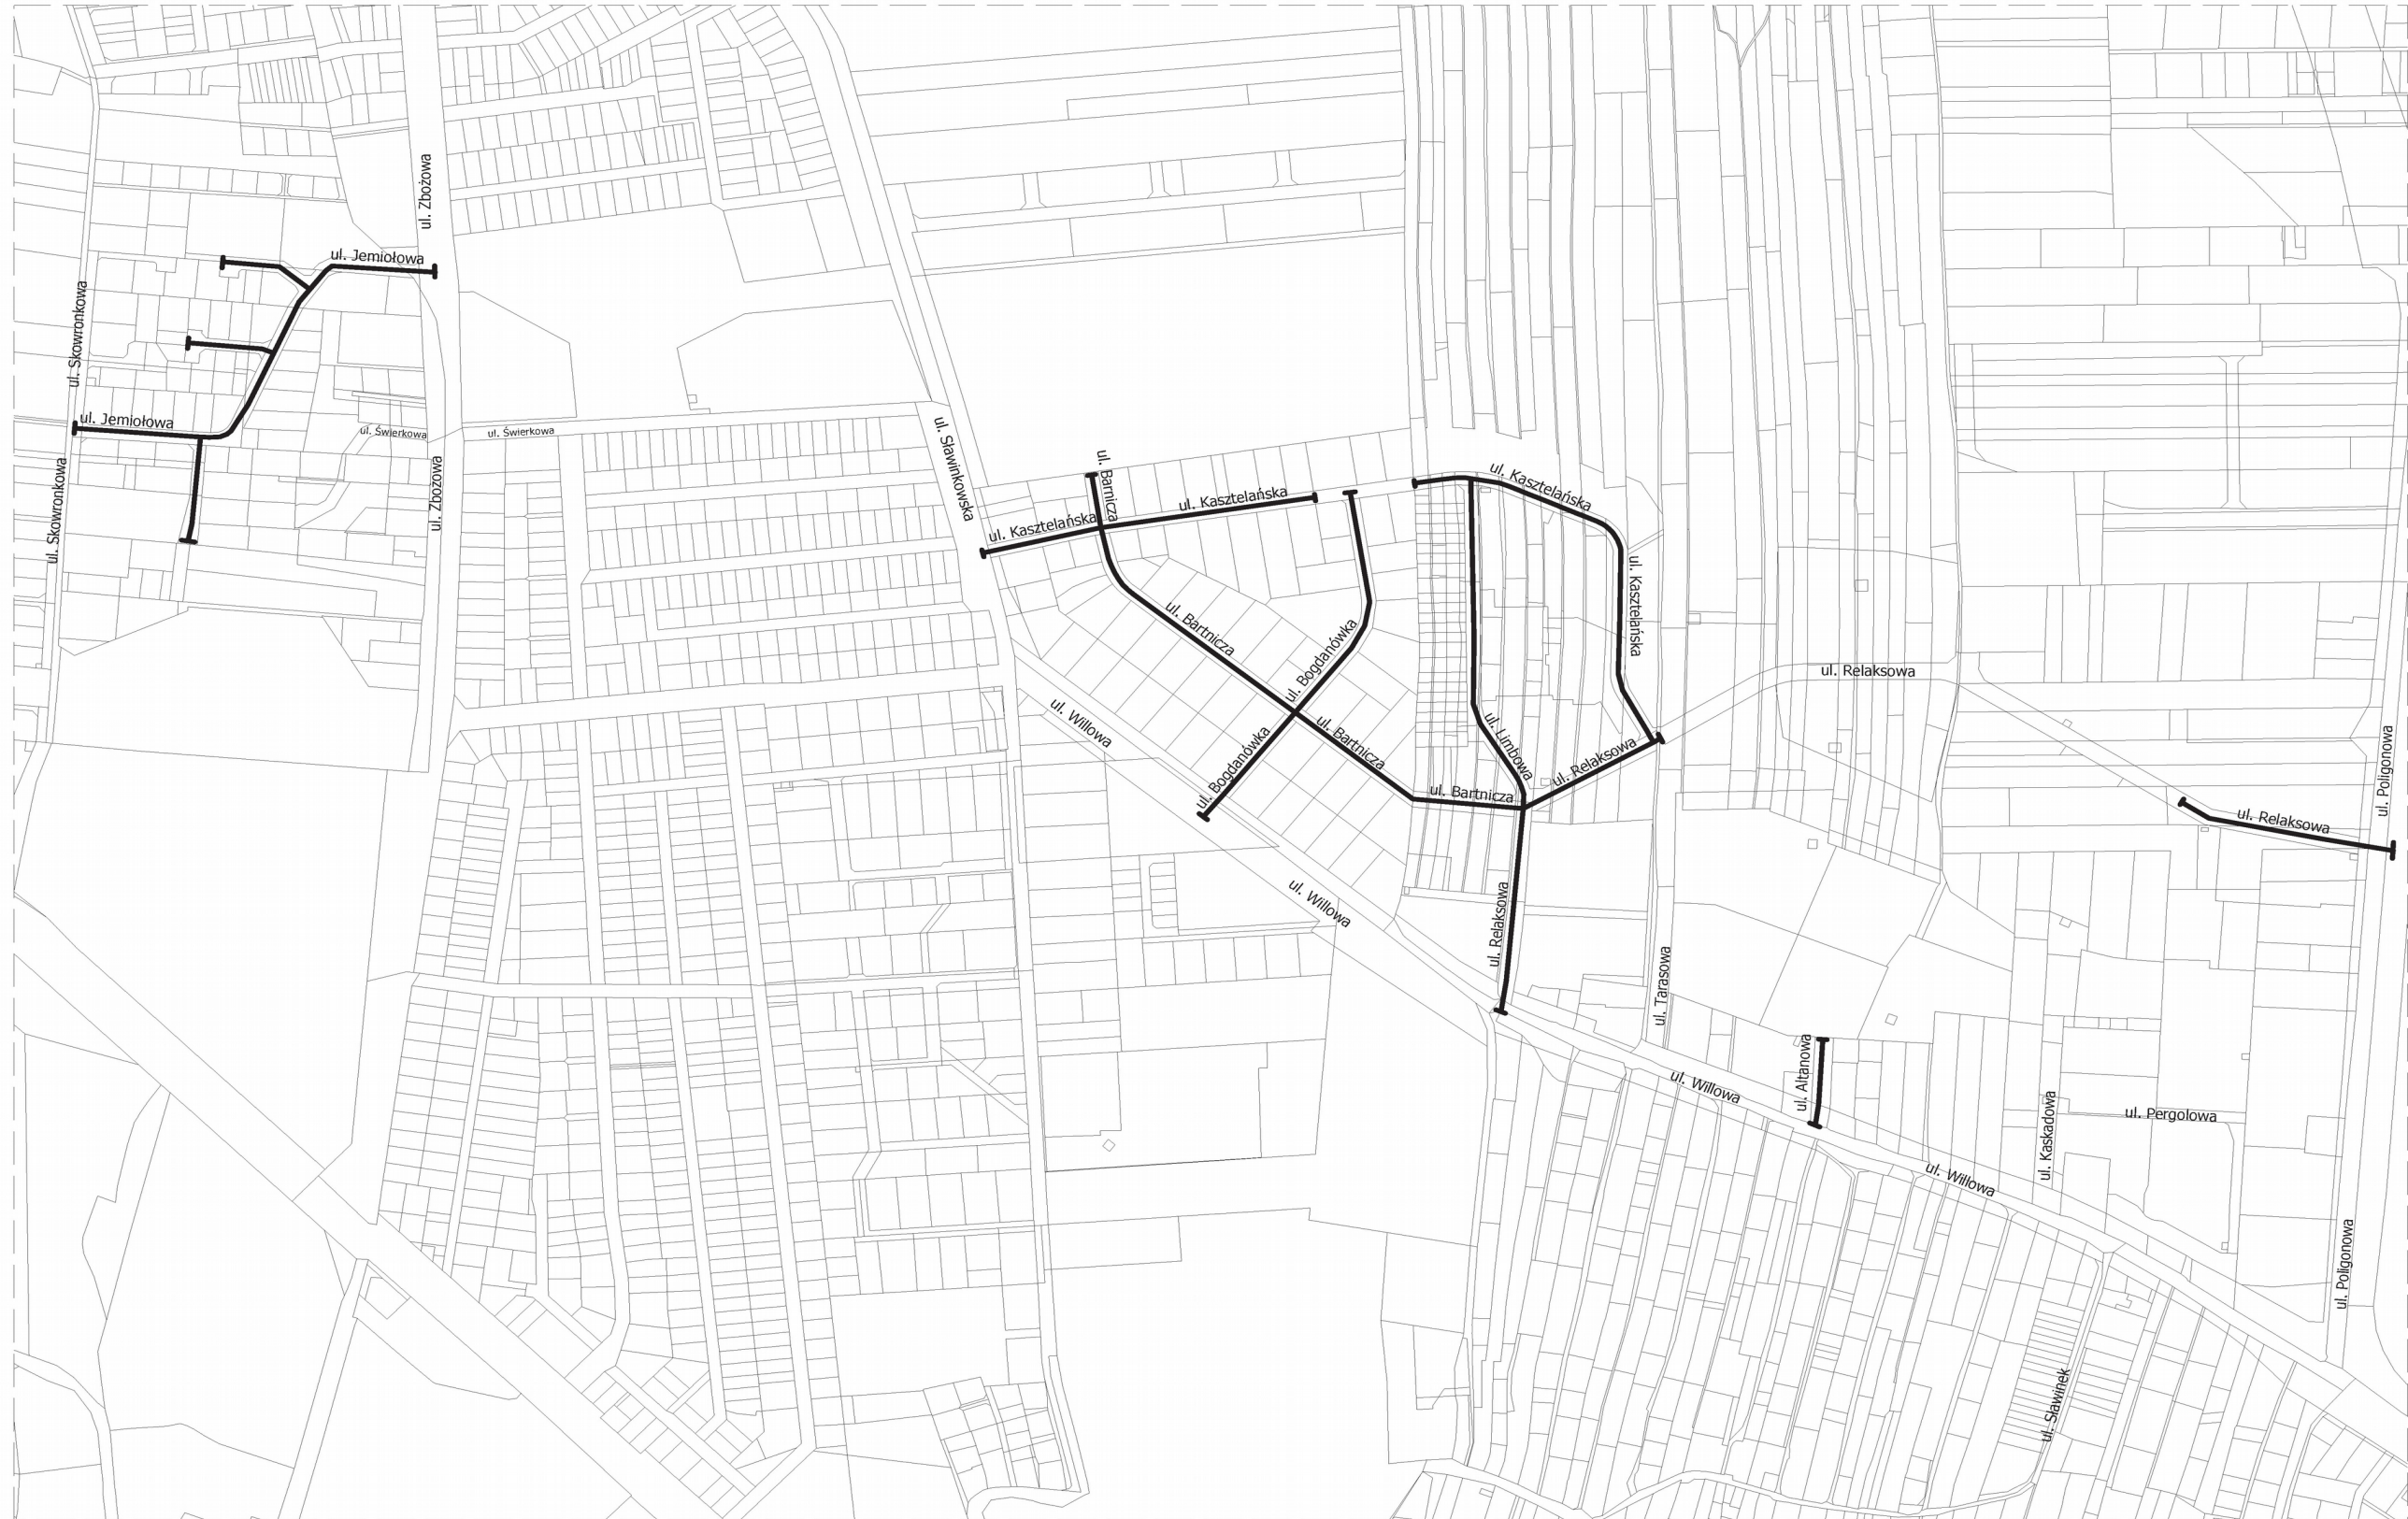 ul. Zbożowa
ul. Jemiołowa
ul. Skowronkowa
ul. Jemiołowa
ul. Świerkowa
ul. Świerkowa
ul. Sławinkowska
ul. Zbożowa
ul. Skowronkowa
ul. Barnicza
ul. Kasztelańska
ul. Kasztelańska
ul. Kasztelańska
ul. Kasztelańska
ul. Bartnicza
ul. Bogdanówka
ul. Relaksowa
ul. Willowa
ul. Bartnicza
ul. Limbowa
ul. Bogdanówka
ul. Relaksowa
ul. Bartnicza
ul. Poligonowa
ul. Relaksowa
ul. Willowa
ul. Relaksowa
ul. Tarasowa
ul. Altanowa
ul. Willowa
ul. Kaskadowa
ul. Pergolowa
ul. Willowa
ul. Poligonowa
ul. Sławinek